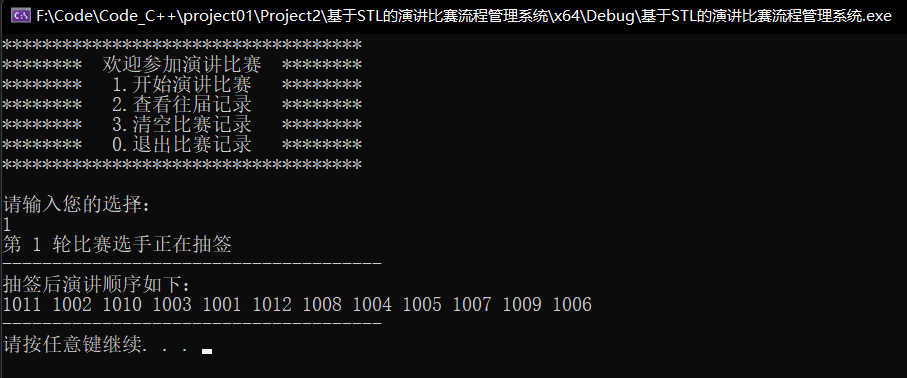 F:\Code\Code_C++\project01\Project2\基于STL的演讲比赛流程管理系统\x64\Debug\基于STL的演讲比赛流程管理系统.exe
************************************
******** 欢迎参加演讲比赛 ********
******** 1.开始演讲比赛 ********
******** 2.查看往届记录 ********
******** 3.清空比赛记录 ********
******** 0.退出比赛记录 ********
************************************
请输入您的选择：
1
第 1 轮比赛选手正在抽签
--------------------------------------
抽签后演讲顺序如下：
1011 1002 1010 1003 1001 1012 1008 1004 1005 1007 1009 1006
--------------------------------------
请按任意键继续. . .